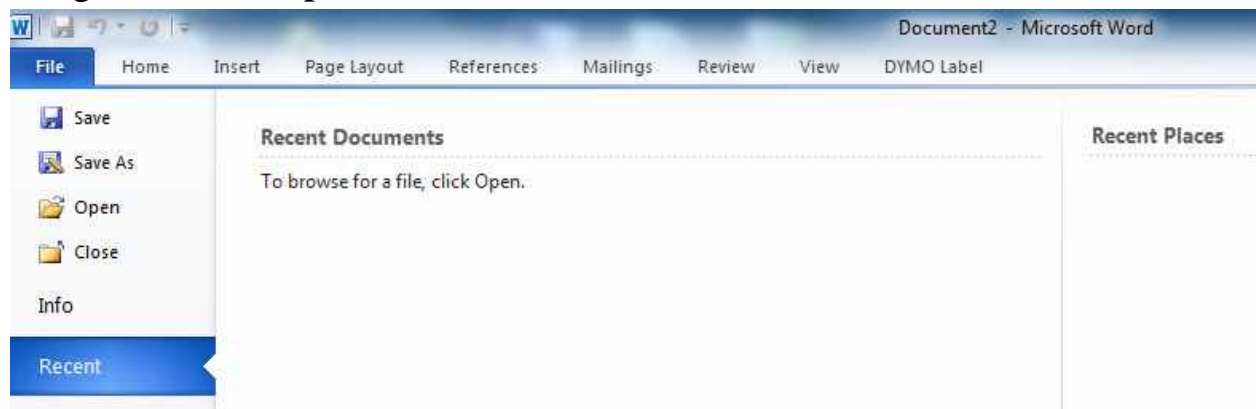 W
Document2 - Microsoft Word
File Home Insert Page Layout References Mailings Review View DYMO Label
Save
Save As
Open
Close
Info
Recent
Recent Documents
To browse for a file, click Open.
Recent Places